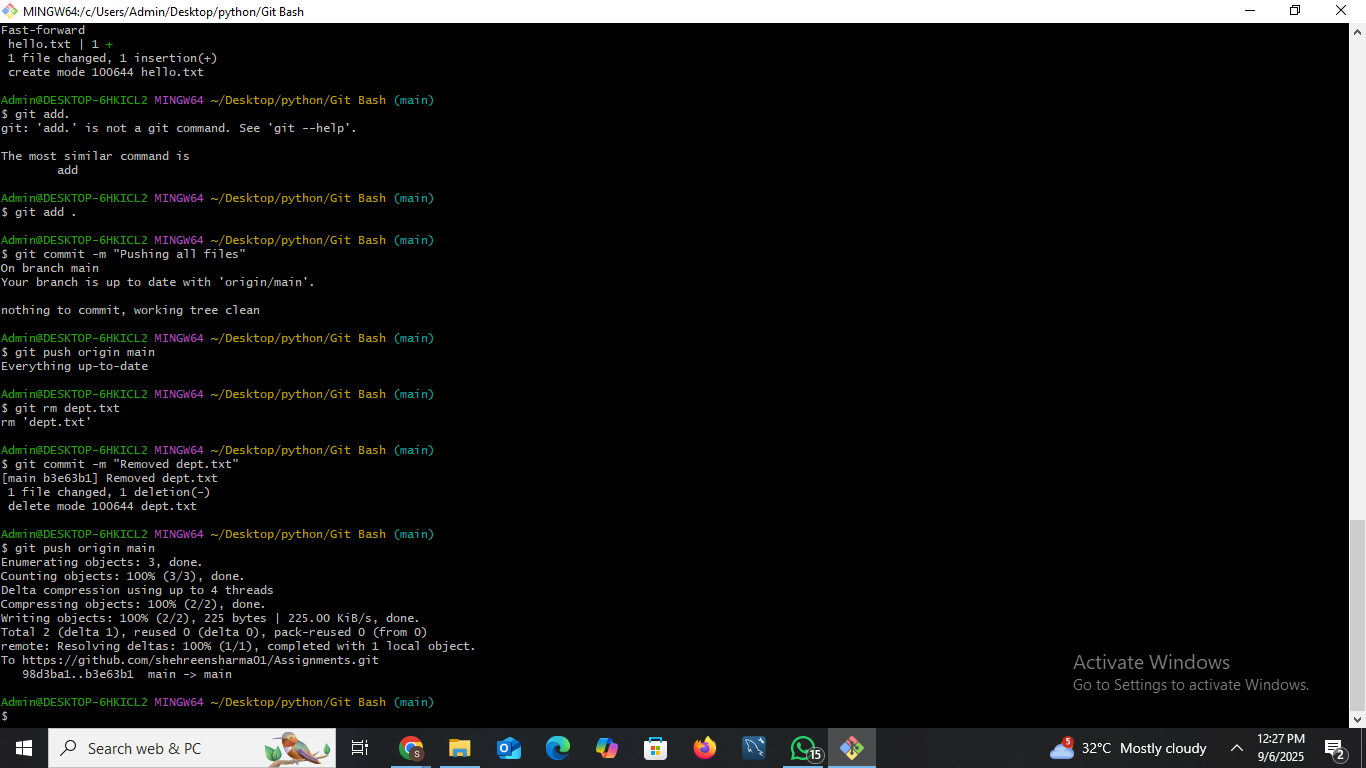 MINGW64:/c/Users/Admin/Desktop/python/Git Bash
Fast-forward
 hello.txt | 1 +
 1 file changed, 1 insertion(+)
 create mode 100644 hello.txt

Admin@DESKTOP-6HKICL2 MINGW64 ~/Desktop/python/Git Bash (main)
$ git add.
git: 'add.' is not a git command. See 'git --help'.

The most similar command is
        add

Admin@DESKTOP-6HKICL2 MINGW64 ~/Desktop/python/Git Bash (main)
$ git add .

Admin@DESKTOP-6HKICL2 MINGW64 ~/Desktop/python/Git Bash (main)
$ git commit -m "Pushing all files"
On branch main
Your branch is up to date with 'origin/main'.

nothing to commit, working tree clean

Admin@DESKTOP-6HKICL2 MINGW64 ~/Desktop/python/Git Bash (main)
$ git push origin main
Everything up-to-date

Admin@DESKTOP-6HKICL2 MINGW64 ~/Desktop/python/Git Bash (main)
$ git rm dept.txt
rm 'dept.txt'

Admin@DESKTOP-6HKICL2 MINGW64 ~/Desktop/python/Git Bash (main)
$ git commit -m "Removed dept.txt"
[main b3e63b1] Removed dept.txt
 1 file changed, 1 deletion(-)
 delete mode 100644 dept.txt

Admin@DESKTOP-6HKICL2 MINGW64 ~/Desktop/python/Git Bash (main)
$ git push origin main
Enumerating objects: 3, done.
Counting objects: 100% (3/3), done.
Delta compression using up to 4 threads
Compressing objects: 100% (2/2), done.
Writing objects: 100% (2/2), 225 bytes | 225.00 KiB/s, done.
Total 2 (delta 1), reused 0 (delta 0), pack-reused 0 (from 0)
remote: Resolving deltas: 100% (1/1), completed with 1 local object.
To https://github.com/shehreensharma01/Assignments.git
   98d3ba1..b3e63b1  main -> main

Admin@DESKTOP-6HKICL2 MINGW64 ~/Desktop/python/Git Bash (main)
$
Activate Windows
Go to Settings to activate Windows.
Search web & PC
S
15
5
32°C Mostly cloudy
12:27 PM
9/6/2025
2